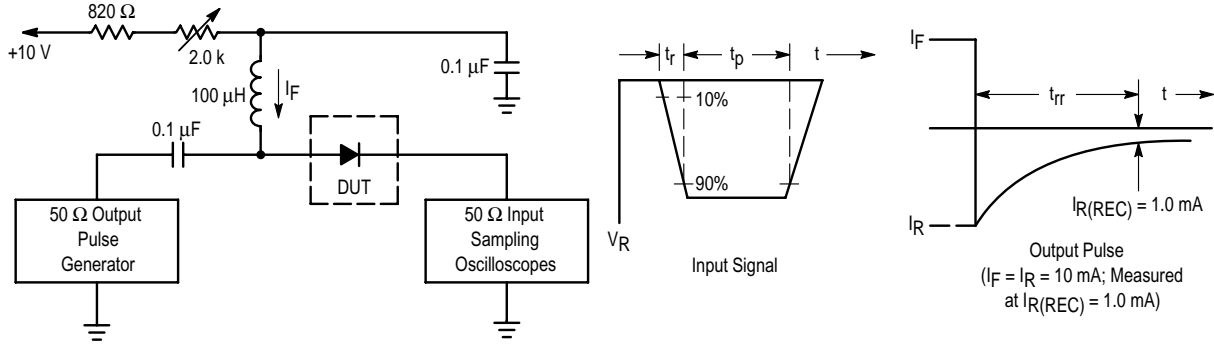 820 Ω
+10 V
2.0 k
0.1 μF
I_F
100 μH
0.1 μF
DUT
50 Ω Output
Pulse
Generator
50 Ω Input
Sampling
Oscilloscopes
t_r
t_p
t
10%
90%
V_R
Input Signal
I_F
t_rr
t
I_R(REC) = 1.0 mA
I_R
Output Pulse
(I_F = I_R = 10 mA; Measured
at I_R(REC) = 1.0 mA)